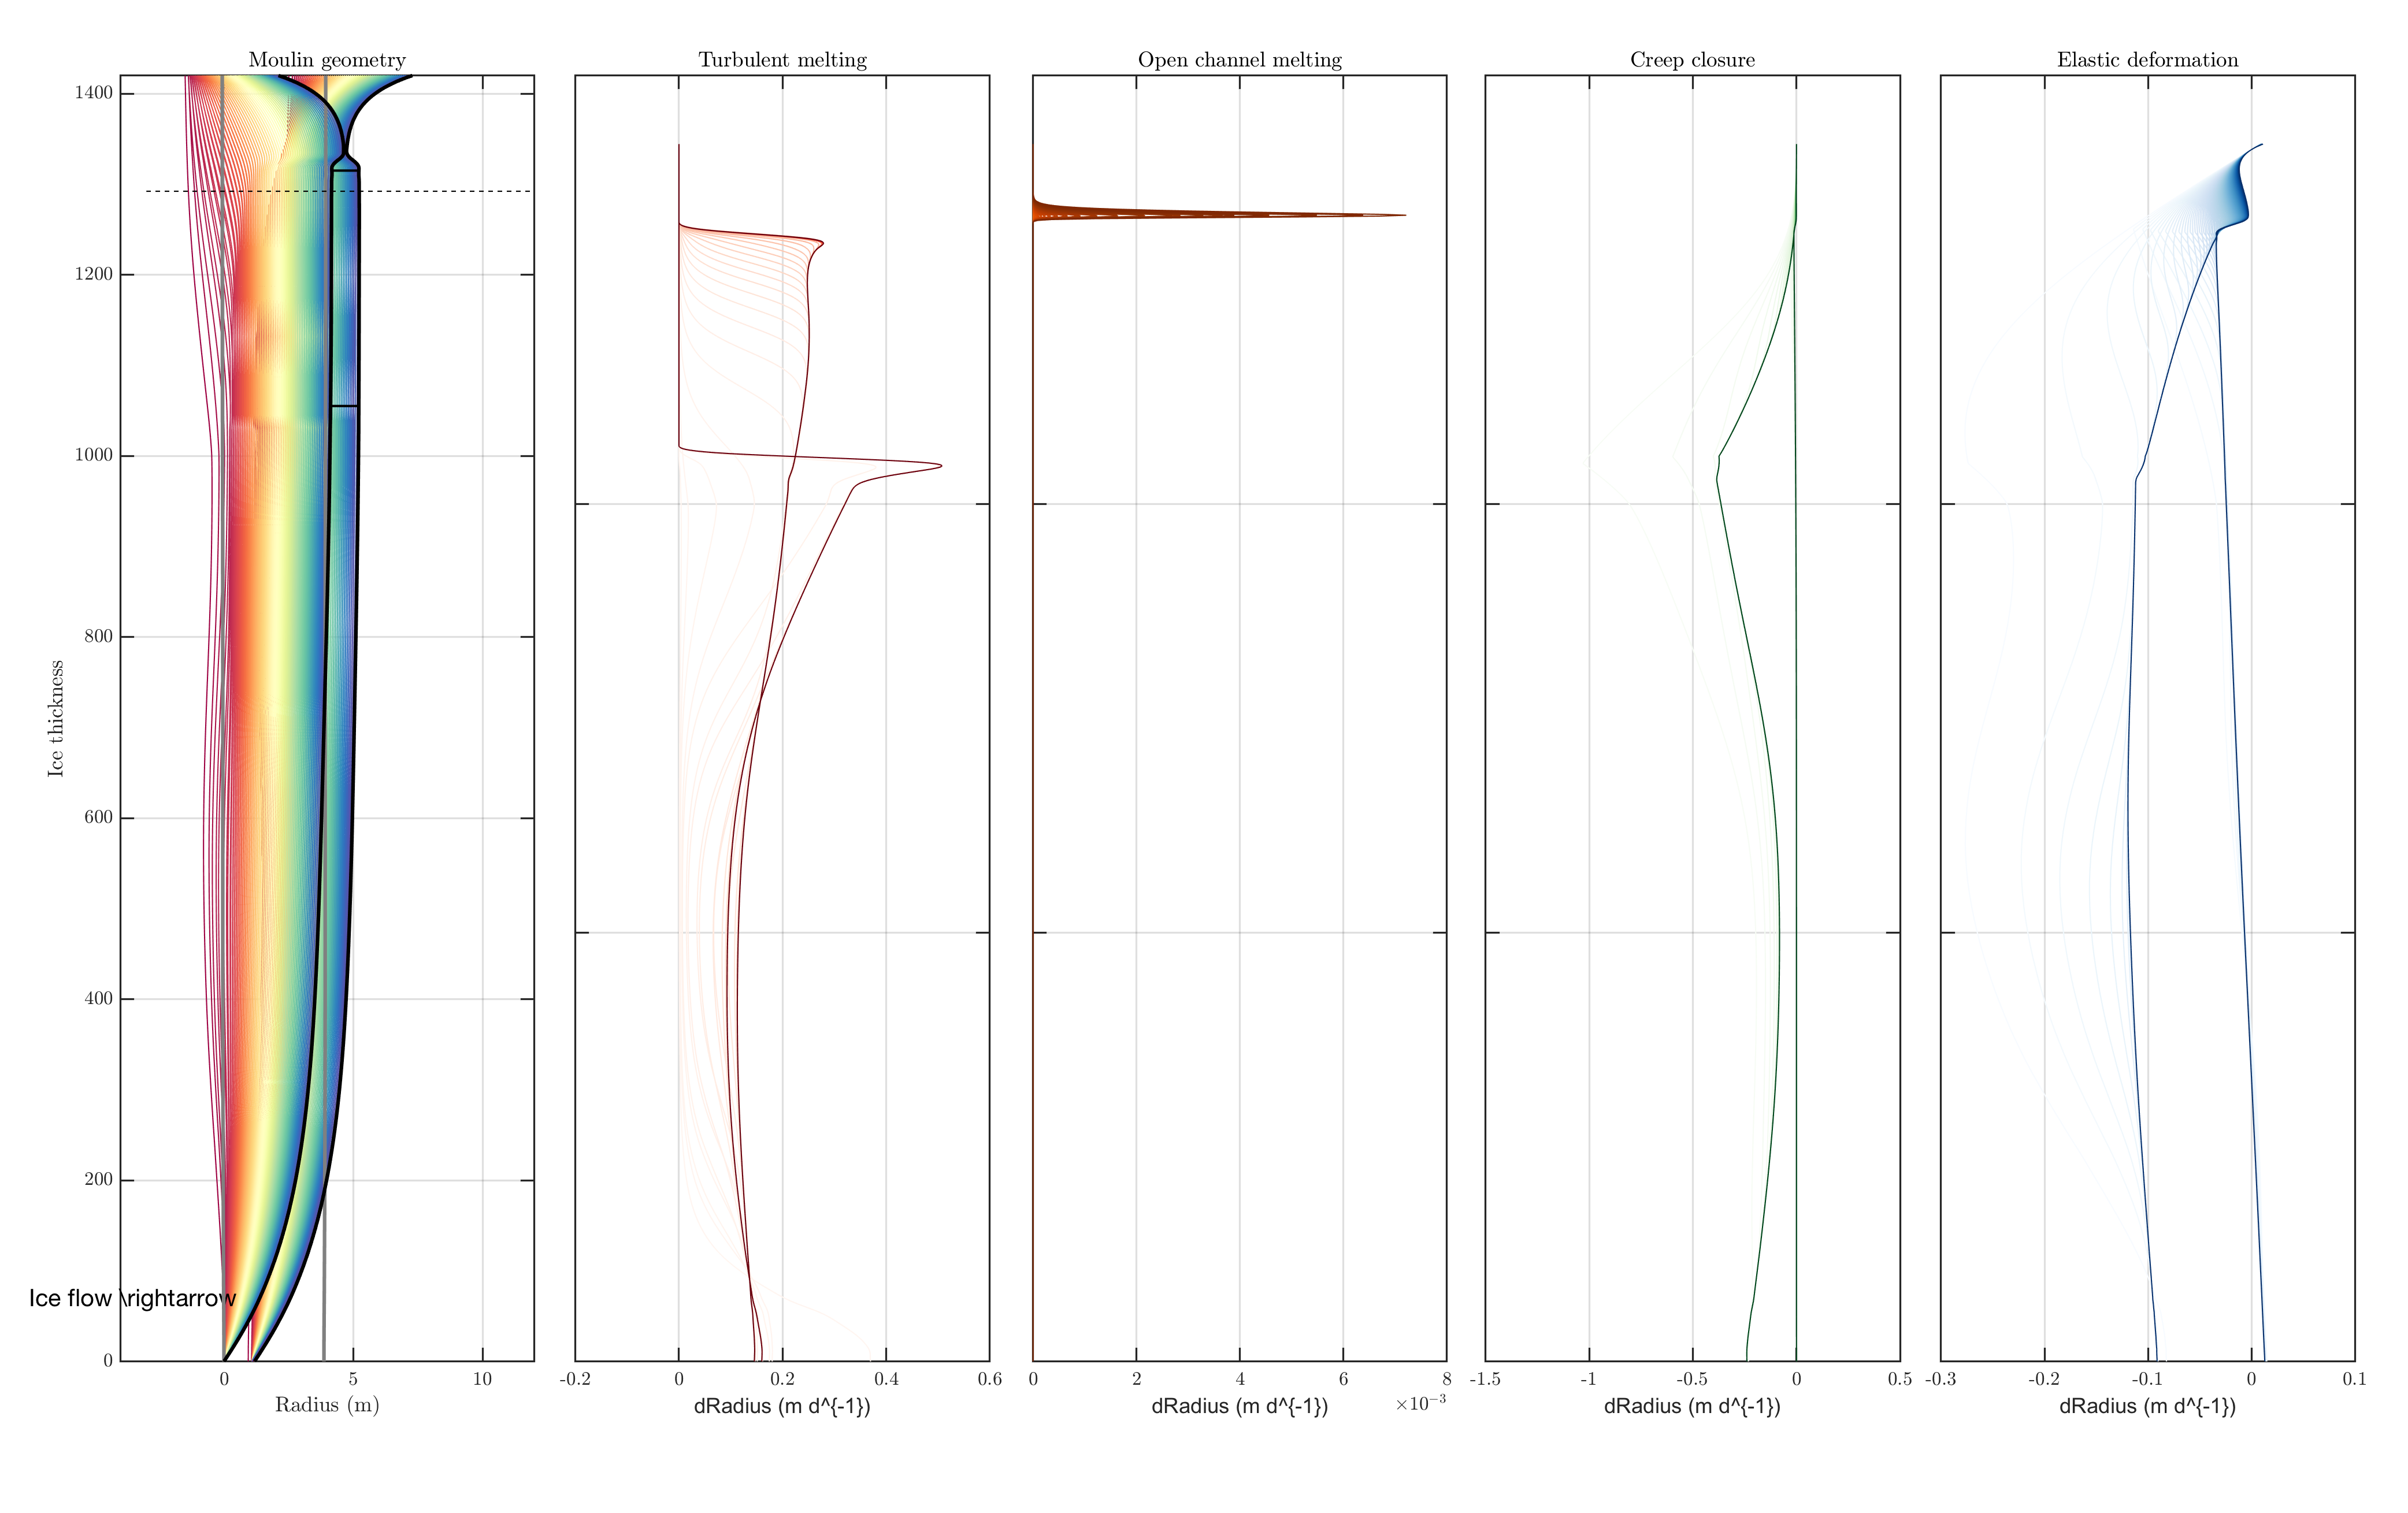 Moulin geometry
Turbulent melting
Open channel melting
Creep closure
Elastic deformation
1400
1200
1000
800
600
400
200
0
Ice thickness
Ice flow \rightarrow
0 5 10
-0.2 0 0.2 0.4 0.6
0 2 4 6 8
-1.5 -1 -0.5 0 0.5
-0.3 -0.2 -0.1 0 0.1
Radius (m)
dRadius (m d^{-1})
dRadius (m d^{-1})
×10⁻³
dRadius (m d^{-1})
dRadius (m d^{-1})